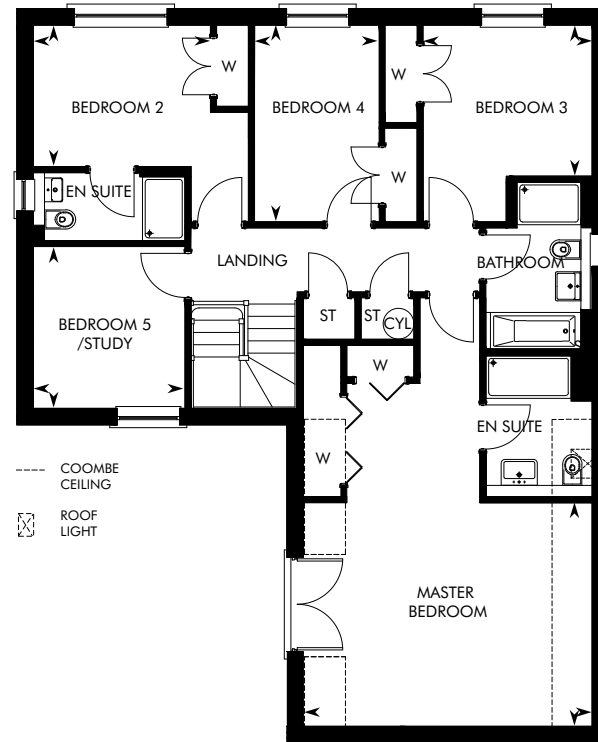 W
BEDROOM 2
BEDROOM 4
W
BEDROOM 3
W
EN SUITE
LANDING
BATHROOM
BEDROOM 5
/STUDY
ST
ST
CYL
W
EN SUITE
W
COOMBE
CEILING
ROOF
LIGHT
MASTER
BEDROOM